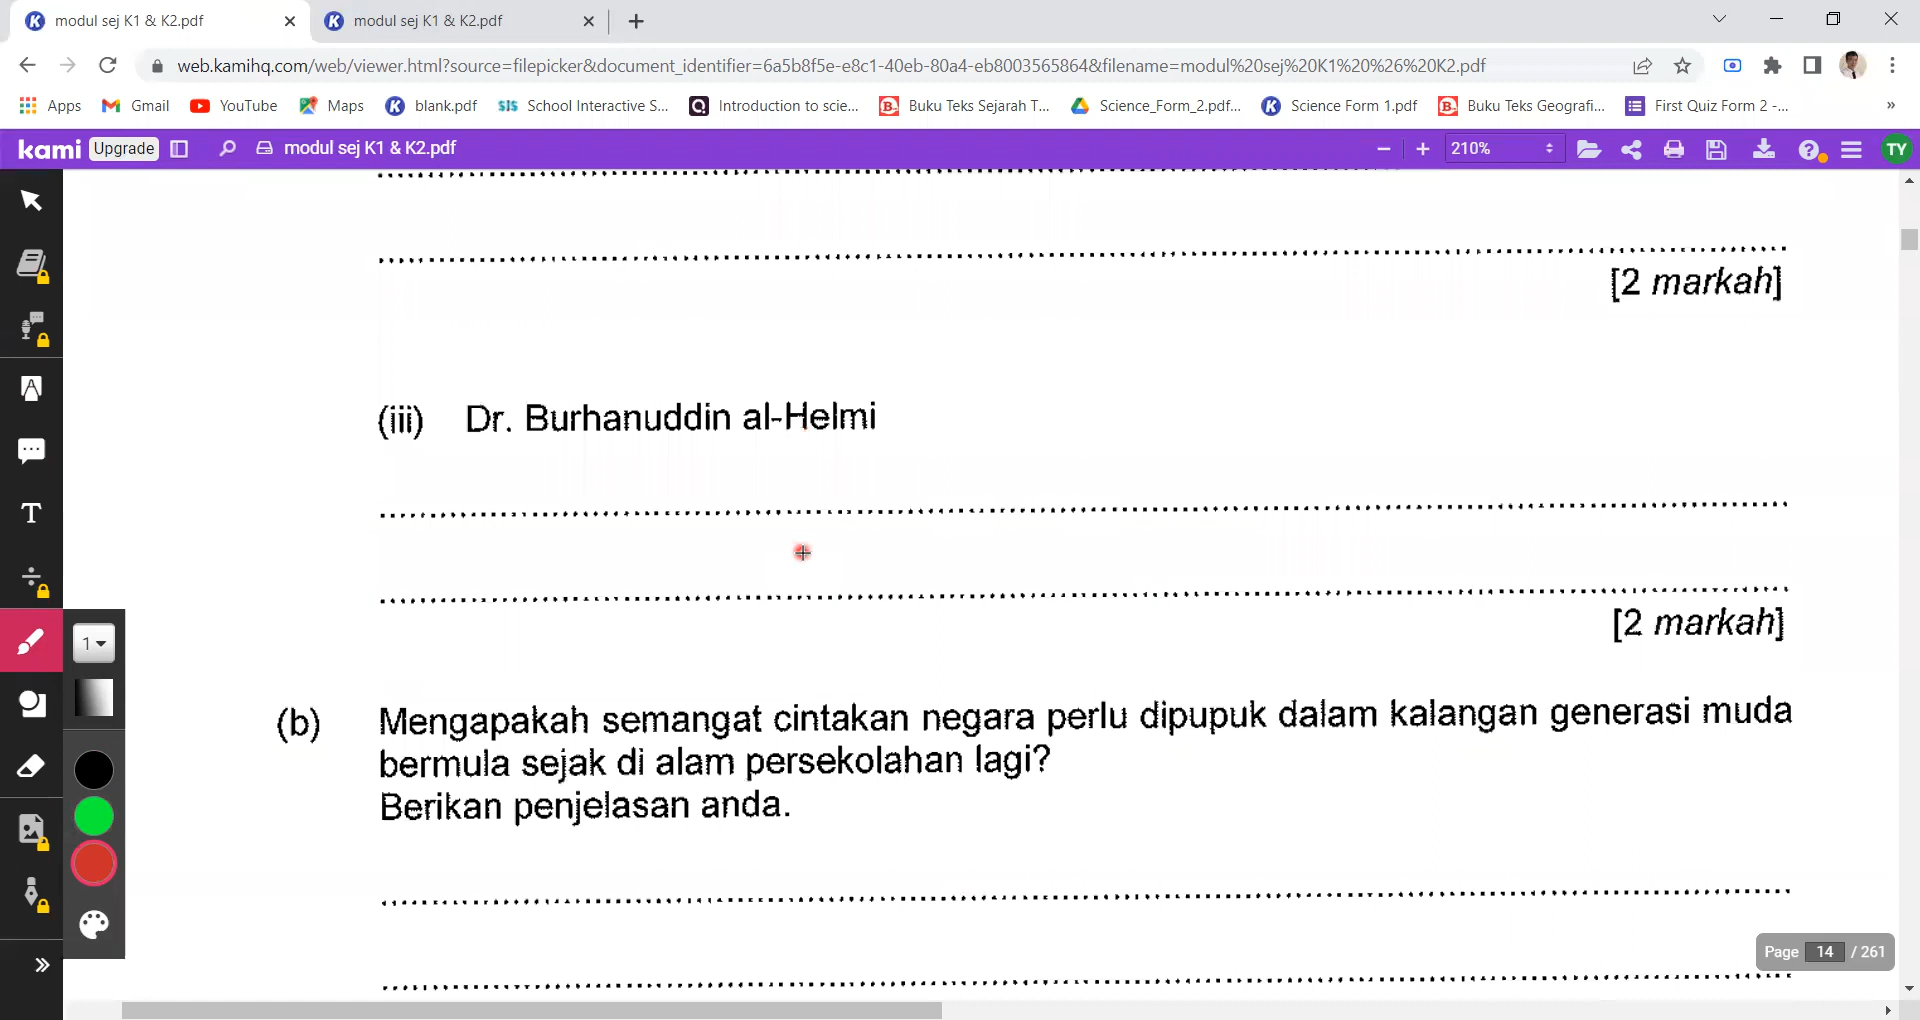 modul sej K1 & K2.pdf
modul sej K1 & K2.pdf
web.kamihq.com/web/viewer.html?source=filepicker&document_identifier=6a5b8f5e-e8c1-40eb-80a4-eb8003565864&filename=modul%20sej%20K1%20%26%20K2.pdf
Apps Gmail YouTube Maps blank.pdf SIS School Interactive S... Introduction to scie... Buku Teks Sejarah T... Science_Form_2.pdf... Science Form 1.pdf Buku Teks Geografi... First Quiz Form 2 -... »
kami Upgrade modul sej K1 & K2.pdf 210% TY
[2 markah]
(iii) Dr. Burhanuddin al-Helmi
[2 markah]
1
(b) Mengapakah semangat cintakan negara perlu dipupuk dalam kalangan generasi muda
bermula sejak di alam persekolahan lagi?
Berikan penjelasan anda.
Page 14 / 261